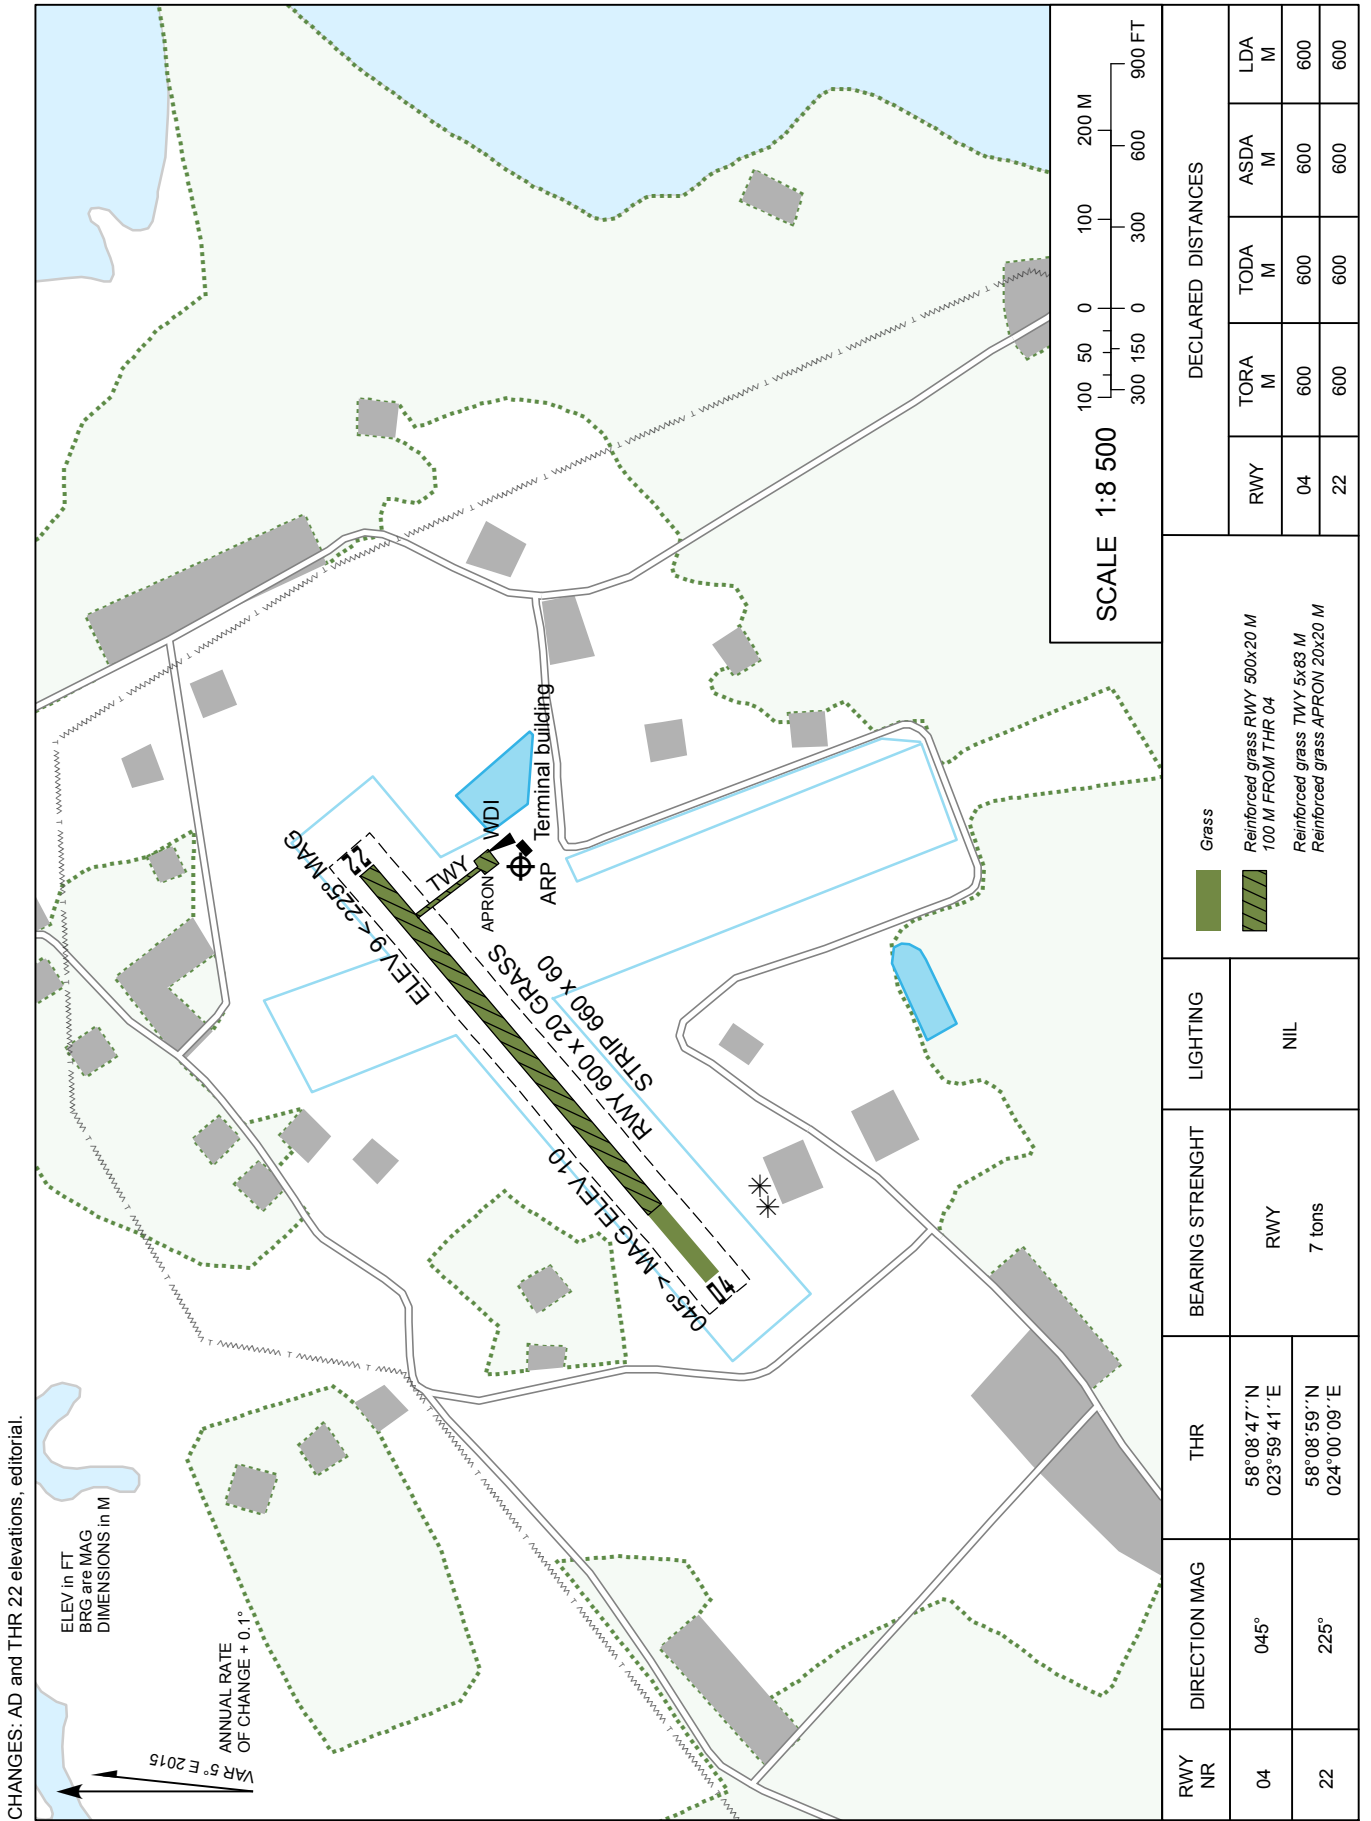 CHANGES: AD and THR 22 elevations, editorial.
ELEV in FT
BRG are MAG
DIMENSIONS in M
VAR 5° E 2015
ANNUAL RATE
OF CHANGE + 0.1°
22
ELEV 9 < 225° MAG
TWY
APRON
WDI
ARP
Terminal building
RWY 600 x 20 GRASS
STRIP 660 x 60
045° > MAG ELEV 10
04
SCALE 1:8 500
100 50 0 100 200 M
300 150 0 300 600 900 FT
RWY
NR
DIRECTION MAG
THR
BEARING STRENGHT
LIGHTING
04
045°
58°08´47´´N
023°59´41´´E
RWY
7 tons
NIL
22
225°
58°08´59´´N
024°00´09´´E
Grass
Reinforced grass RWY 500x20 M
100 M FROM THR 04
Reinforced grass TWY 5x83 M
Reinforced grass APRON 20x20 M
DECLARED DISTANCES
RWY
TORA
M
TODA
M
ASDA
M
LDA
M
04 600 600 600 600
22 600 600 600 600